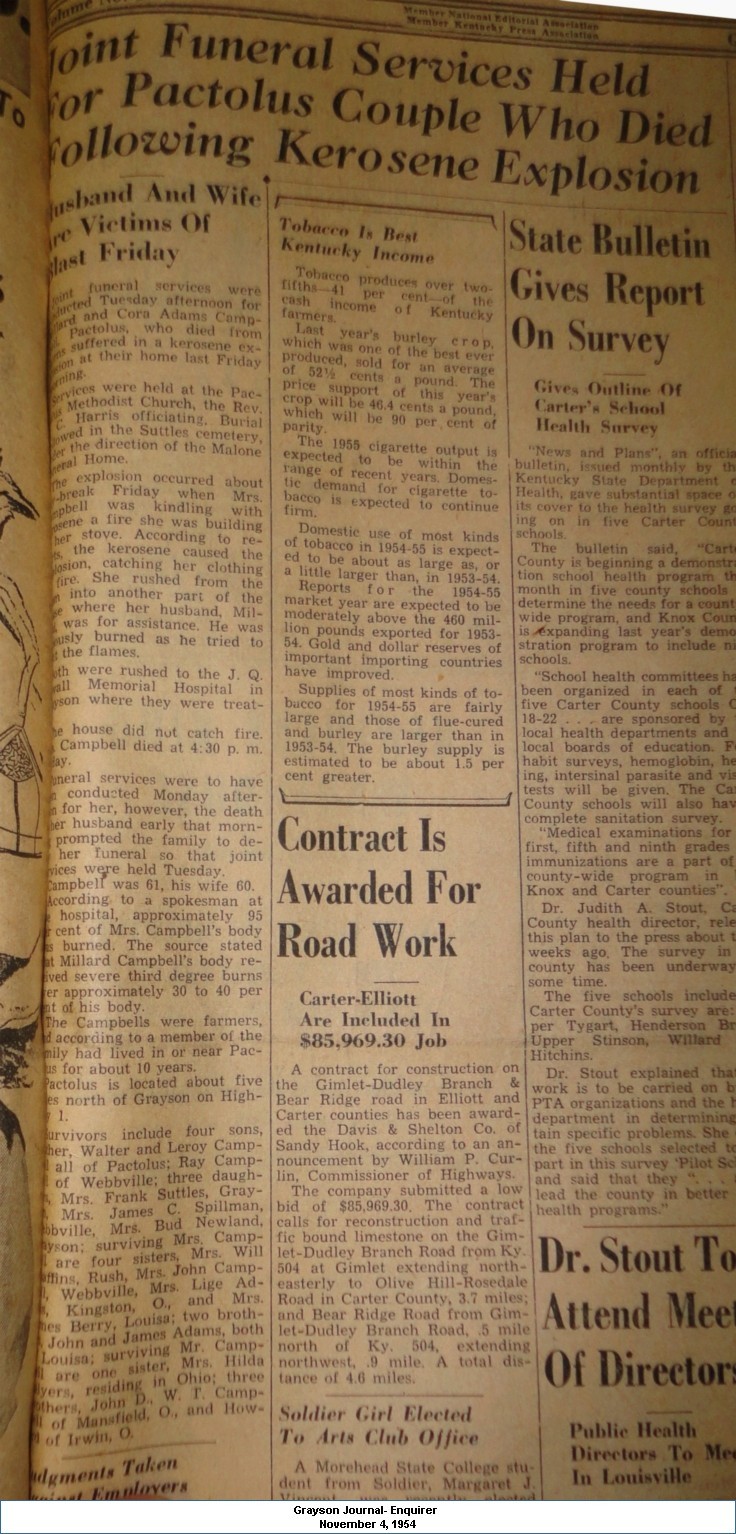 Member National Editorial Association
Member Kentucky Press Association
Joint Funeral Services Held
For Pactolus Couple Who Died
Following Kerosene Explosion
Husband And Wife
Are Victims Of
Blast Friday
funeral services were
Tuesday afternoon for
and Cora Adams Camp-
Pactolus, who died from
suffered in a kerosene ex-
at their home last Friday
Services were held at the Pac-
Methodist Church, the Rev.
C. Harris officiating. Burial
in the Suttles cemetery,
the direction of the Malone
Home.
The explosion occurred about
break Friday when Mrs.
was kindling with
a fire she was building
her stove. According to re-
the kerosene caused the
catching her clothing
fire. She rushed from the
into another part of the
where her husband, Mil-
was for assistance. He was
burned as he tried to
the flames.
were rushed to the J. Q.
Memorial Hospital in
where they were treat-
house did not catch fire.
Campbell died at 4:30 p. m.
services were to have
conducted Monday after-
for her, however, the death
her husband early that morn-
prompted the family to de-
her funeral so that joint
were held Tuesday.
Campbell was 61, his wife 60.
According to a spokesman at
hospital, approximately 95
cent of Mrs. Campbell's body
burned. The source stated
Millard Campbell's body re-
severe third degree burns
approximately 30 to 40 per
of his body.
The Campbells were farmers,
according to a member of the
had lived in or near Pac-
for about 10 years.
Pactolus is located about five
north of Grayson on High-
1.
Survivors include four sons,
Walter and Leroy Camp-
all of Pactolus; Ray Camp-
of Webbville; three daugh-
Mrs. Frank Suttles, Gray-
Mrs. James C. Spillman,
Mrs. Bud Newland,
surviving Mrs. Camp-
are four sisters, Mrs. Will
Rush, Mrs. John Camp-
Webbville, Mrs. Lige Ad-
Kingston, O., and Mrs.
Berry, Louisa; two broth-
John and James Adams, both
Louisa; surviving Mr. Camp-
are one sister, Mrs. Hilda
residing in Ohio; three
John D., W. T. Camp-
of Mansfield, O., and How-
of Irwin, O.
Judgments Taken
Against Employers
Tobacco Is Best
Kentucky Income
Tobacco produces over two-
fifths—41 per cent—of the
cash income of Kentucky
farmers.
Last year's burley crop,
which was one of the best ever
produced, sold for an average
of 52½ cents a pound. The
price support of this year's
crop will be 46.4 cents a pound,
which will be 90 per cent of
parity.
The 1955 cigarette output is
expected to be within the
range of recent years. Domes-
tic demand for cigarette to-
bacco is expected to continue
firm.
Domestic use of most kinds
of tobacco in 1954-55 is expect-
ed to be about as large as, or
a little larger than, in 1953-54.
Reports for the 1954-55
market year are expected to be
moderately above the 460 mil-
lion pounds exported for 1953-
54. Gold and dollar reserves of
important importing countries
have improved.
Supplies of most kinds of to-
bacco for 1954-55 are fairly
large and those of flue-cured
and burley are larger than in
1953-54. The burley supply is
estimated to be about 1.5 per
cent greater.
Contract Is
Awarded For
Road Work
Carter-Elliott
Are Included In
$85,969.30 Job
A contract for construction on
the Gimlet-Dudley Branch &
Bear Ridge road in Elliott and
Carter counties has been award-
ed the Davis & Shelton Co. of
Sandy Hook, according to an an-
nouncement by William P. Cur-
lin, Commissioner of Highways.
The company submitted a low
bid of $85,969.30. The contract
calls for reconstruction and traf-
fic bound limestone on the Gim-
let-Dudley Branch Road from Ky.
504 at Gimlet extending north-
easterly to Olive Hill-Rosedale
Road in Carter County, 3.7 miles;
and Bear Ridge Road from Gim-
let-Dudley Branch Road, .5 mile
north of Ky. 504, extending
northwest, .9 mile. A total dis-
tance of 4.6 miles.
Soldier Girl Elected
To Arts Club Office
A Morehead State College stu-
dent from Soldier, Margaret J.
State Bulletin
Gives Report
On Survey
Gives Outline Of
Carter's School
Health Survey
"News and Plans", an official
bulletin, issued monthly by the
Kentucky State Department
Health, gave substantial space
its cover to the health survey go-
ing on in five Carter County
schools.
The bulletin said, "Carter
County is beginning a demonstra-
tion school health program
month in five county schools
determine the needs for a county
wide program, and Knox County
is expanding last year's demon-
stration program to include
schools.
"School health committees
been organized in each of
five Carter County schools
18-22 . . . are sponsored by
local health departments and
local boards of education.
habit surveys, hemoglobin,
ing, intersinal parasite and
tests will be given. The
County schools will also have
complete sanitation survey.
"Medical examinations for
first, fifth and ninth grades
immunizations are a part of
county-wide program in
Knox and Carter counties".
Dr. Judith A. Stout,
County health director,
this plan to the press about
weeks ago. The survey in
county has been underway
some time.
The five schools include
Carter County's survey are:
per Tygart, Henderson
Upper Stinson, Willard
Hitchins.
Dr. Stout explained that
work is to be carried on
PTA organizations and the
department in determining
tain specific problems. She
the five schools selected to
part in this survey 'Pilot
and said that they ". . .
lead the county in better
health programs."
Dr. Stout To
Attend Meet
Of Directors
Public Health
Directors To
In Louisville
Grayson Journal- Enquirer
November 4, 1954